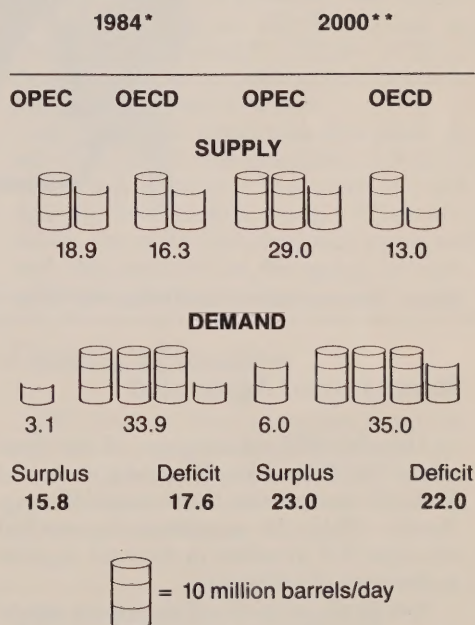 1984* 2000**
OPEC OECD OPEC OECD
SUPPLY
18.9 16.3 29.0 13.0
DEMAND
3.1 33.9 6.0 35.0
Surplus Deficit Surplus Deficit
15.8 17.6 23.0 22.0
= 10 million barrels/day